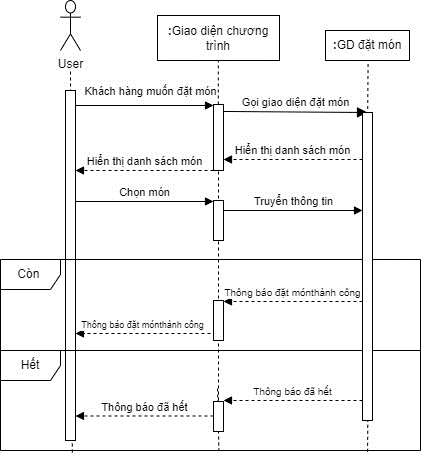 :Giao diện chương
trình
:GD đặt món
User
Khách hàng muốn đặt món
Gọi giao diện đặt món
Hiển thị danh sách món
Hiển thị danh sách món
Chọn món
Truyển thông tin
Còn
Thông báo đặt mónthành công
Thông báo đặt mónthành công
Hết
Thông báo đã hết
Thông báo đã hết